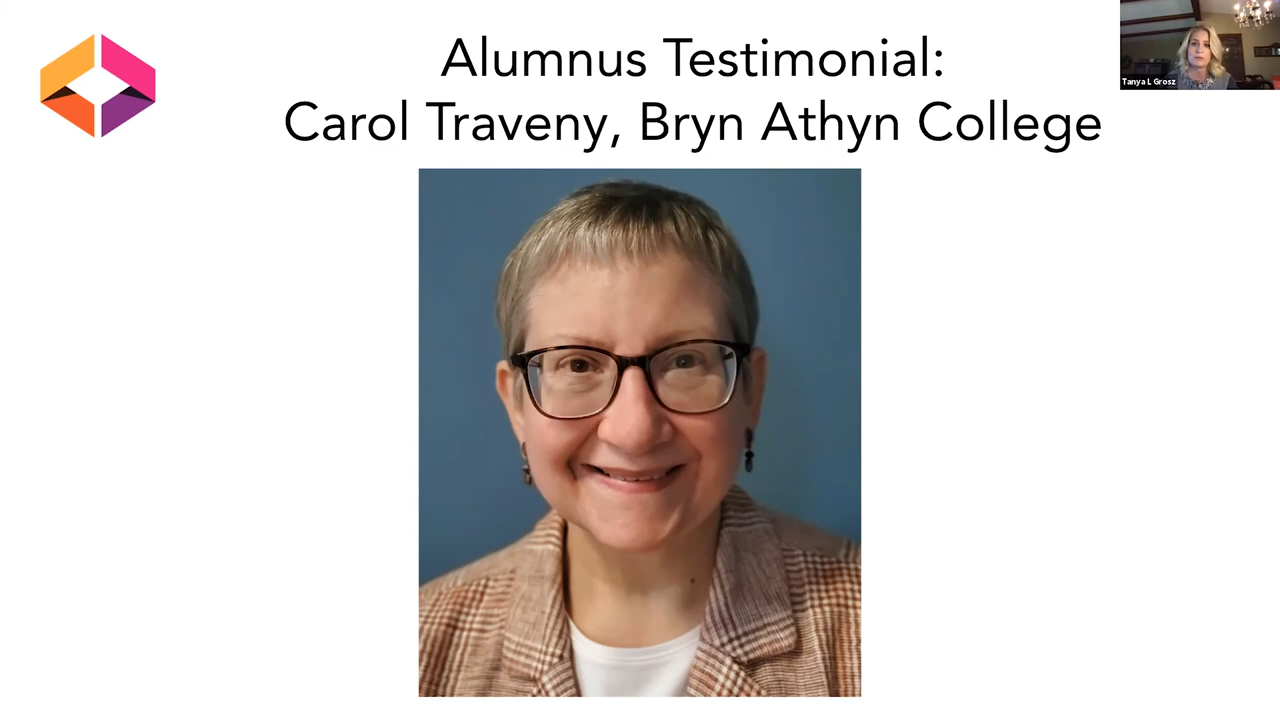 Alumnus Testimonial:
Carol Traveny, Bryn Athyn College
Tanya L Grosz